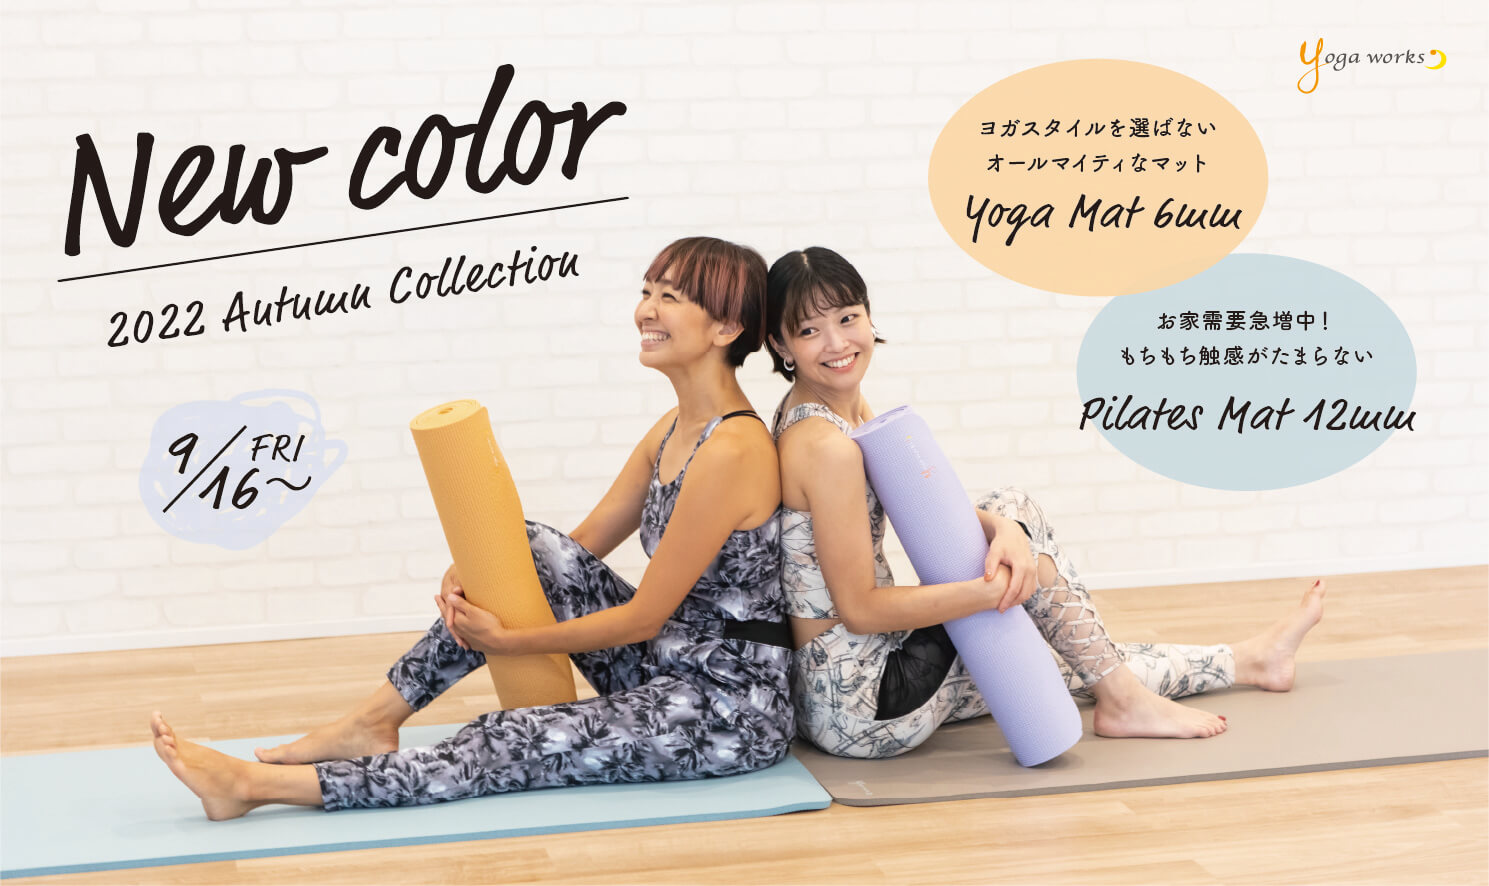 New color
2022 Autumn Collection
9/16 FRI〜
Yoga works
ヨガスタイルを選ばない
オールマイティなマット
Yoga Mat 6mm
お家需要急増中！
もちもち触感がたまらない
Pilates Mat 12mm